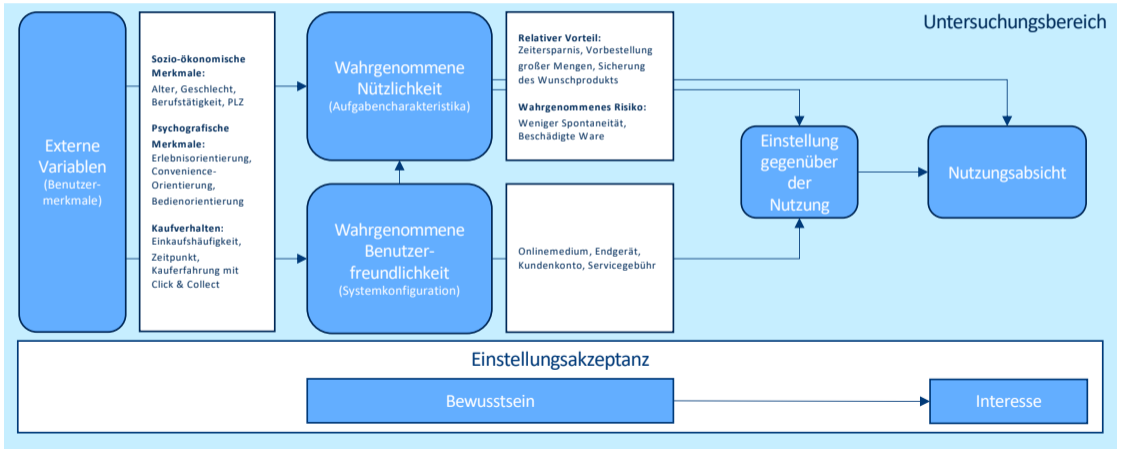 Untersuchungsbereich
Externe
Variablen
(Benutzer-
merkmale)
Sozio-ökonomische
Merkmale:
Alter, Geschlecht,
Berufstätigkeit, PLZ
Psychografische
Merkmale:
Erlebnisorientierung,
Convenience-
Orientierung,
Bedienorientierung
Kaufverhalten:
Einkaufshäufigkeit,
Zeitpunkt,
Kauferfahrung mit
Click & Collect
Wahrgenommene
Nützlichkeit
(Aufgabencharakteristika)
Wahrgenommene
Benutzer-
freundlichkeit
(Systemkonfiguration)
Relativer Vorteil:
Zeitersparnis, Vorbestellung
großer Mengen, Sicherung
des Wunschprodukts
Wahrgenommenes Risiko:
Weniger Spontaneität,
Beschädigte Ware
Onlinemedium, Endgerät,
Kundenkonto, Servicegebühr
Einstellung
gegenüber
der
Nutzung
Nutzungsabsicht
Einstellungsakzeptanz
Bewusstsein
Interesse